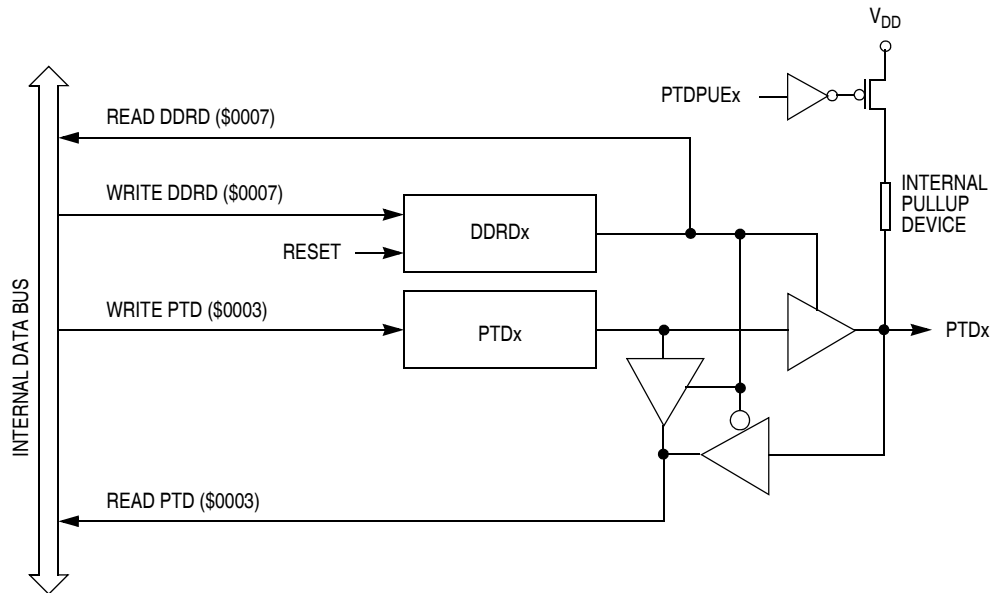 VDD
PTDPUEx
READ DDRD ($0007)
WRITE DDRD ($0007)
INTERNAL
PULLUP
DEVICE
DDRDx
RESET
WRITE PTD ($0003)
PTDx
PTDx
INTERNAL DATA BUS
READ PTD ($0003)